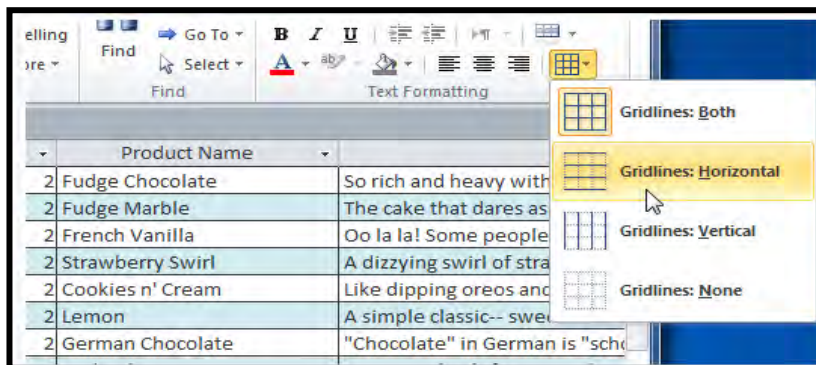 elling
Find
Go To
B I U
ore
Select
A ab
Find
Text Formatting
Gridlines: Both
Gridlines: Horizontal
Gridlines: Vertical
Gridlines: None
Product Name
2 Fudge Chocolate So rich and heavy with
2 Fudge Marble The cake that dares as
2 French Vanilla Oo la la! Some people
2 Strawberry Swirl A dizzying swirl of stra
2 Cookies n' Cream Like dipping oreos and
2 Lemon A simple classic-- swe
2 German Chocolate "Chocolate" in German is "scho